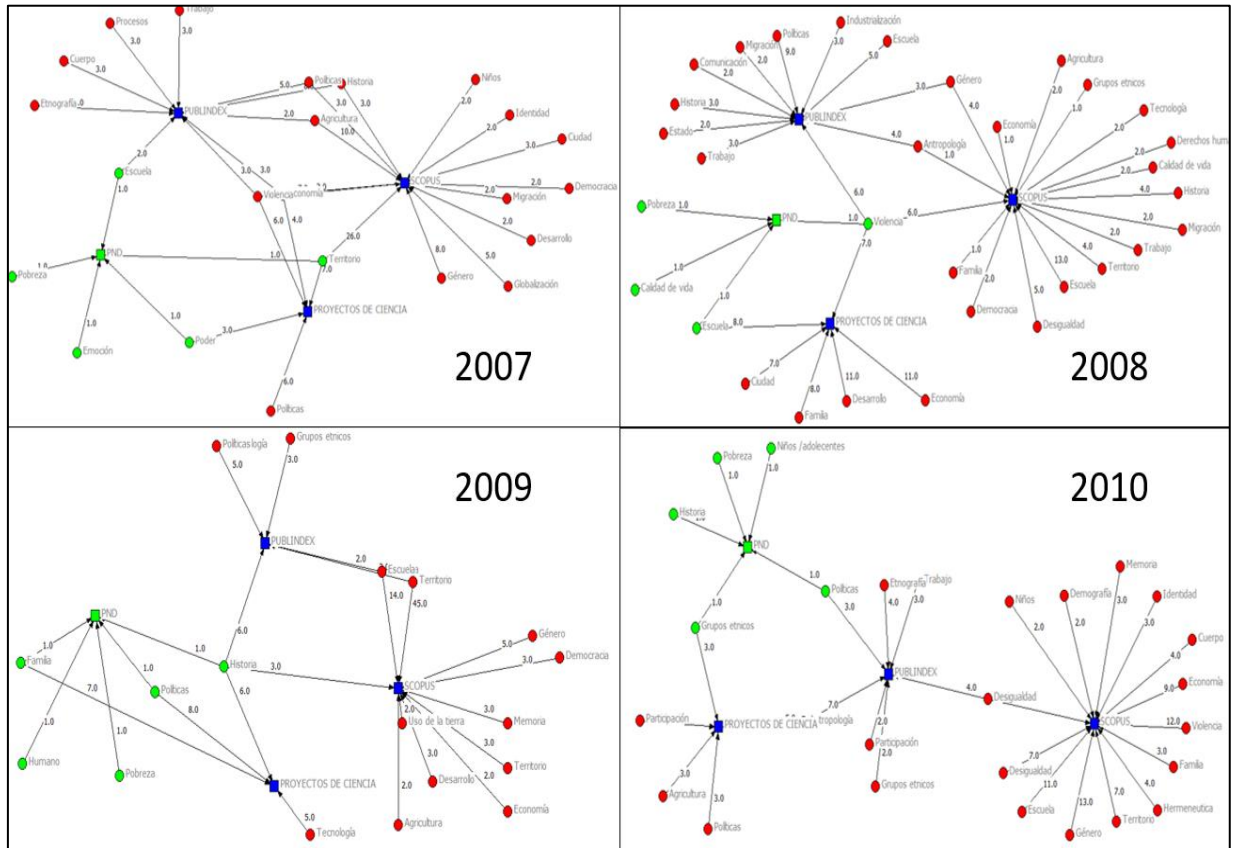 Trabajo
Procesos
3.0
3.0
Cuerpo
3.0
Etnografía
.0
PUBLINDEX
Políticas
Historia
5.0
3.0
3.0
2.0
Agricultura
10.0
Niños
2.0
Identidad
2.0
Ciudad
3.0
SCOPUS
2.0
Democracia
2.0
Migración
2.0
Desarrollo
5.0
Globalización
8.0
Género
2.0
Escuela
1.0
3.0
3.0
Violencia
conomía
2.0
6.0
4.0
26.0
PND
Territorio
1.0
7.0
1.0
Pobreza
PROYECTOS DE CIENCIA
1.0
1.0
3.0
Emoción
Poder
6.0
Políticas
2007
Industrialización
Políticas
3.0
Escuela
Migración
9.0
5.0
2.0
Comunicación
2.0
Historia
3.0
PUBLINDEX
Estado
2.0
3.0
Trabajo
Agricultura
Género
3.0
Grupos etnicos
2.0
4.0
1.0
Tecnología
Economía
1.0
2.0
Antropología
4.0
1.0
Derechos hum
2.0
Caldad de vida
2.0
SCOPUS
4.0
Historia
2.0
Migración
2.0
Trabajo
4.0
Territorio
13.0
Escuela
1.0
Familia
2.0
Democracia
5.0
Desigualdad
6.0
Pobreza
1.0
PND
1.0
Violencia
6.0
7.0
1.0
Caldad de vida
1.0
Escuela
8.0
PROYECTOS DE CIENCIA
7.0
Ciudad
8.0
Familia
11.0
Desarrollo
11.0
Economía
2008
Políticas logía
Grupos etnicos
5.0
3.0
2009
PUBLINDEX
2.0
Escuela
Territorio
14.0
45.0
PND
6.0
Género
5.0
3.0
Democracia
Familia
1.0
1.0
Historia
3.0
SCOPUS
1.0
7.0
Políticas
6.0
8.0
2.0
Uso de la tierra
3.0
Memoria
3.0
Territorio
3.0
Desarrollo
2.0
Economía
2.0
Agricultura
1.0
Humano
1.0
Pobreza
PROYECTOS DE CIENCIA
5.0
Tecnología
Niños /adolecentes
Pobreza
1.0
1.0
2010
Historia
PND
1.0
Políticas
3.0
1.0
Grupos etnicos
3.0
Etnografía
Trabajo
4.0
3.0
PUBLINDEX
4.0
Desigualdad
7.0
Participación
PROYECTOS DE CIENCIA
tropología
2.0
Participación
2.0
Grupos etnicos
3.0
Agricultura
3.0
Políticas
Memoria
Niños
Demografía
3.0
Identidad
2.0
2.0
3.0
Cuerpo
4.0
Economía
9.0
SCOPUS
12.0
Violencia
3.0
Familia
4.0
Hermeneutica
7.0
Desigualdad
11.0
Escuela
13.0
Género
7.0
Territorio